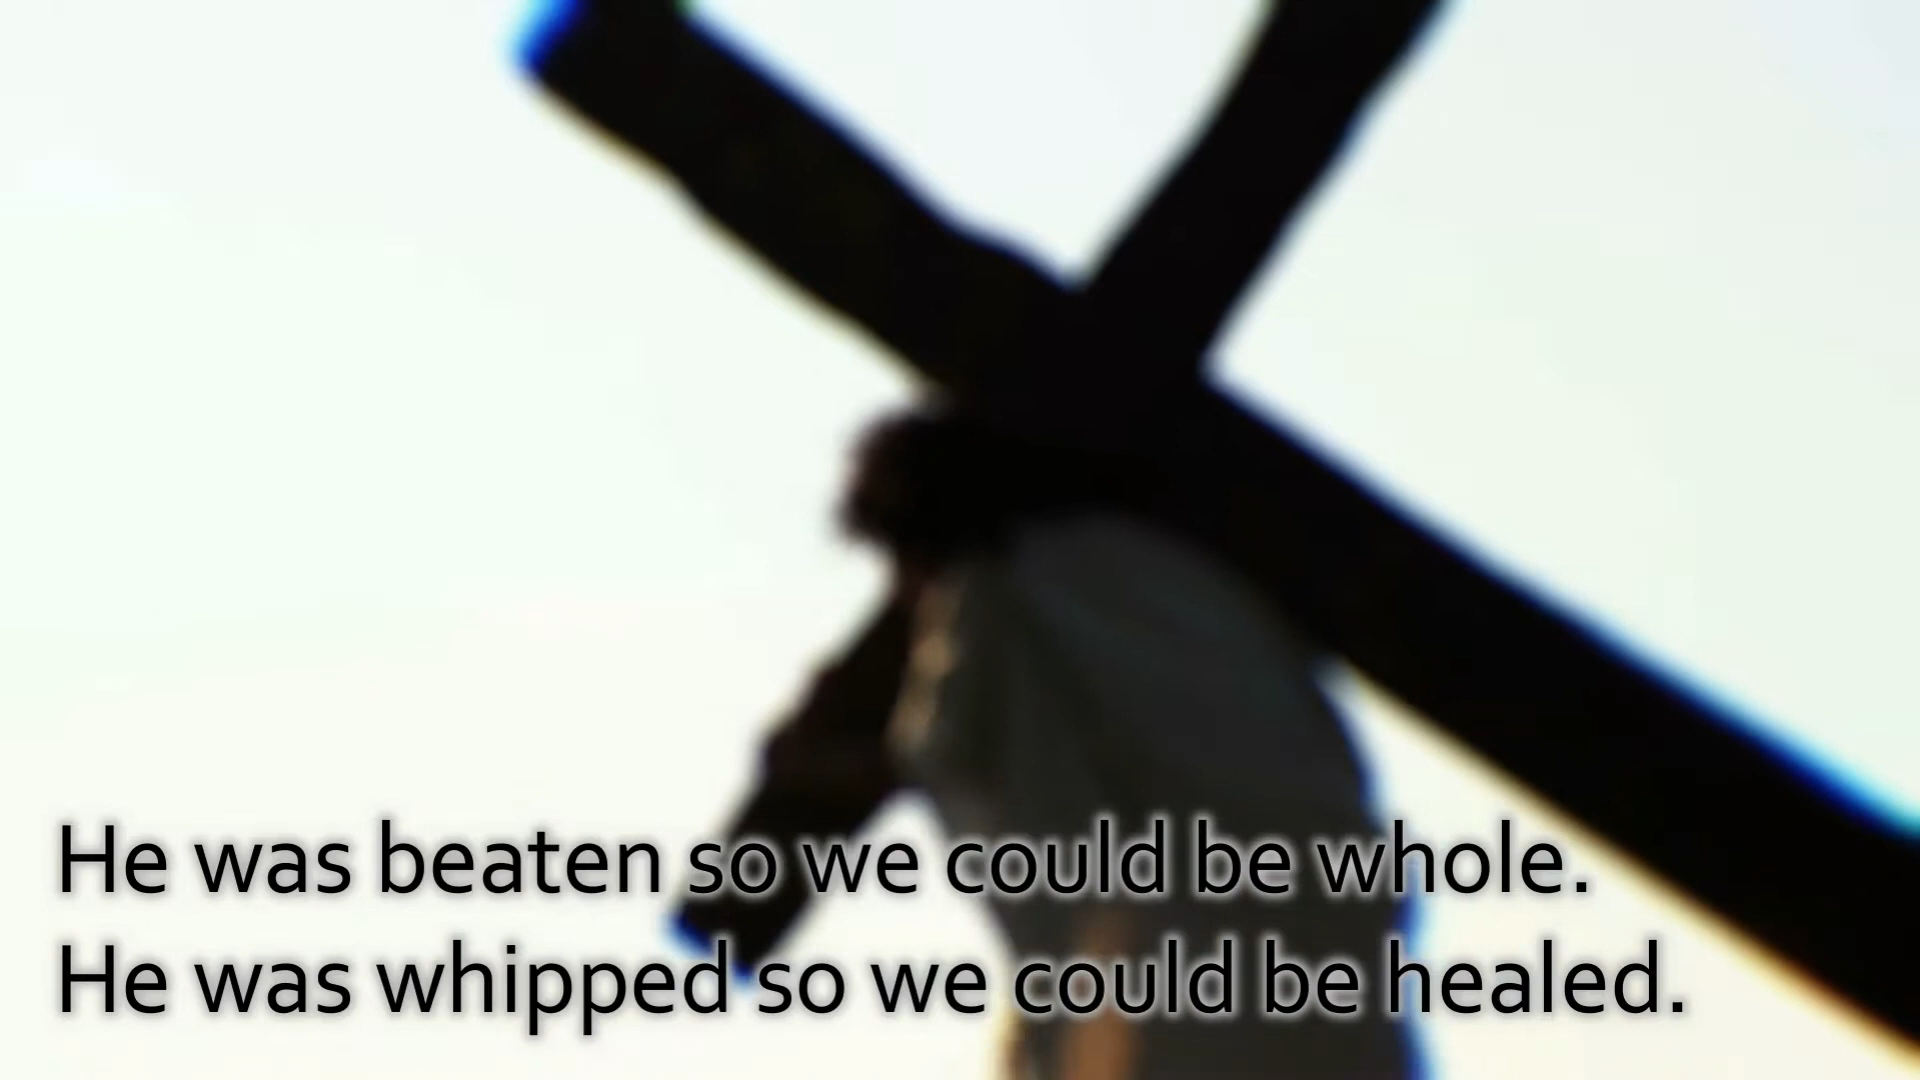 He was beaten so we could be whole.
He was whipped so we could be healed.